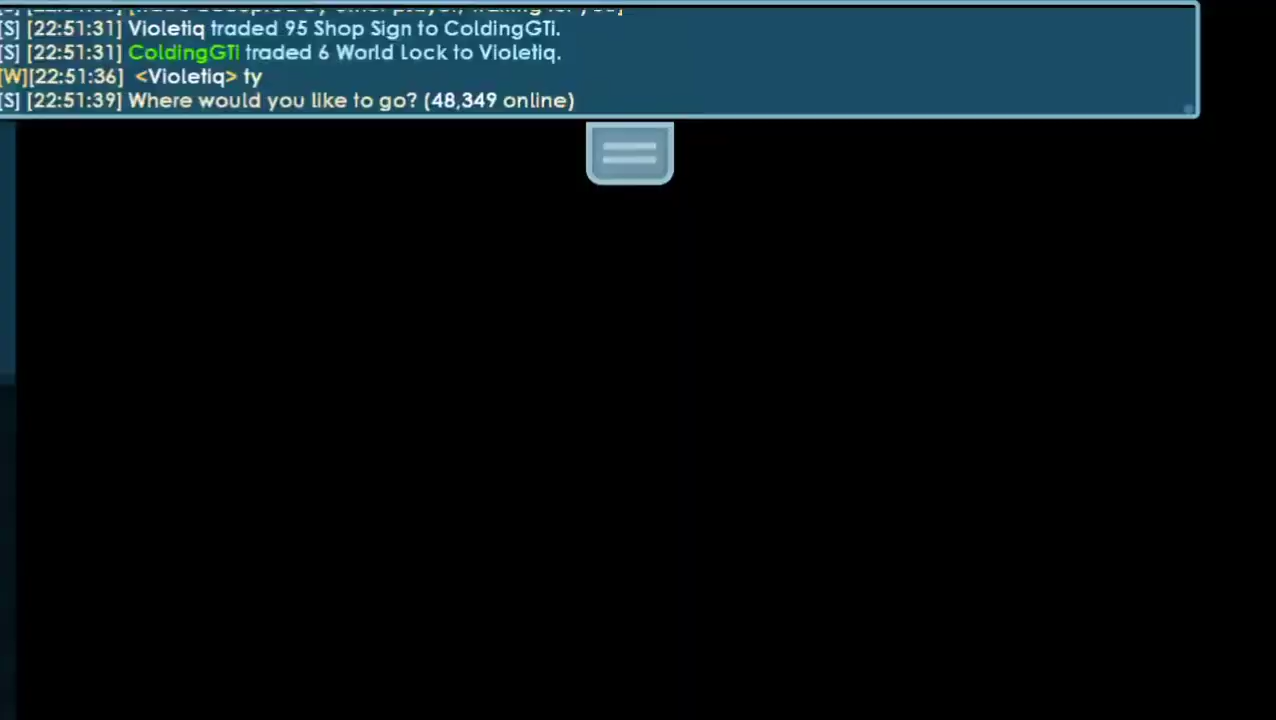 [S] [22:51:31] Violetiq traded 95 Shop Sign to ColdingGTi.
[S] [22:51:31] ColdingGTi traded 6 World Lock to Violetiq.
[W][22:51:36] <Violetiq> ty
[S] [22:51:39] Where would you like to go? (48,349 online)